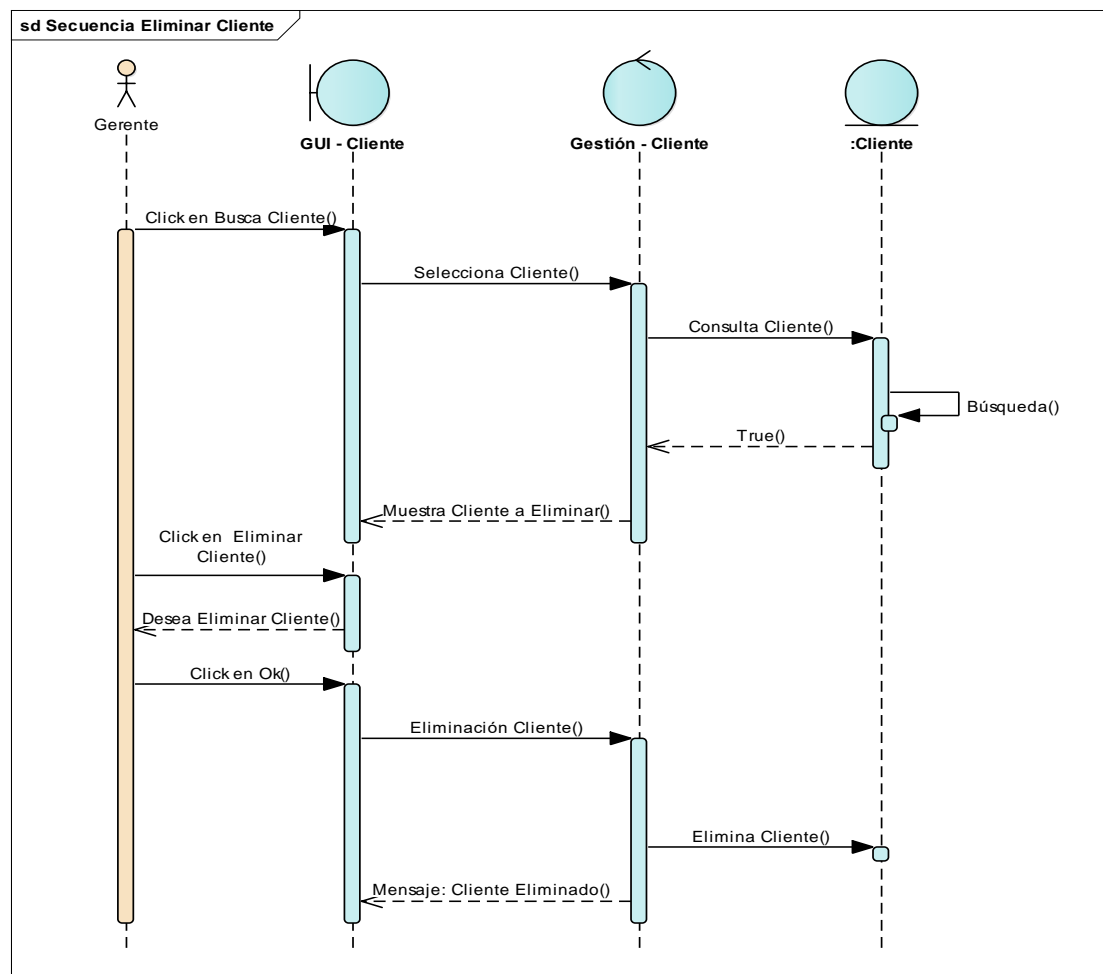 sd Secuencia Eliminar Cliente
Gerente
GUI - Cliente
Gestión - Cliente
:Cliente
Click en Busca Cliente()
Selecciona Cliente()
Consulta Cliente()
Búsqueda()
True()
Muestra Cliente a Eliminar()
Click en Eliminar
Cliente()
Desea Eliminar Cliente()
Click en Ok()
Eliminación Cliente()
Elimina Cliente()
Mensaje: Cliente Eliminado()